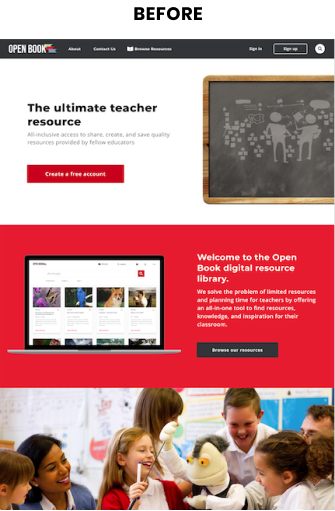 BEFORE
OPEN BOOK
About
Contact Us
Browse Resources
Sign in
Sign up
The ultimate teacher
resource
All-inclusive access to share, create, and save quality
resources provided by fellow educators
Create a free account
Welcome to the Open
Book digital resource
library.
We solve the problem of limited resources
and planning time for teachers by offering
an all-in-one tool to find resources,
knowledge, and inspiration for their
classroom.
Browse our resources